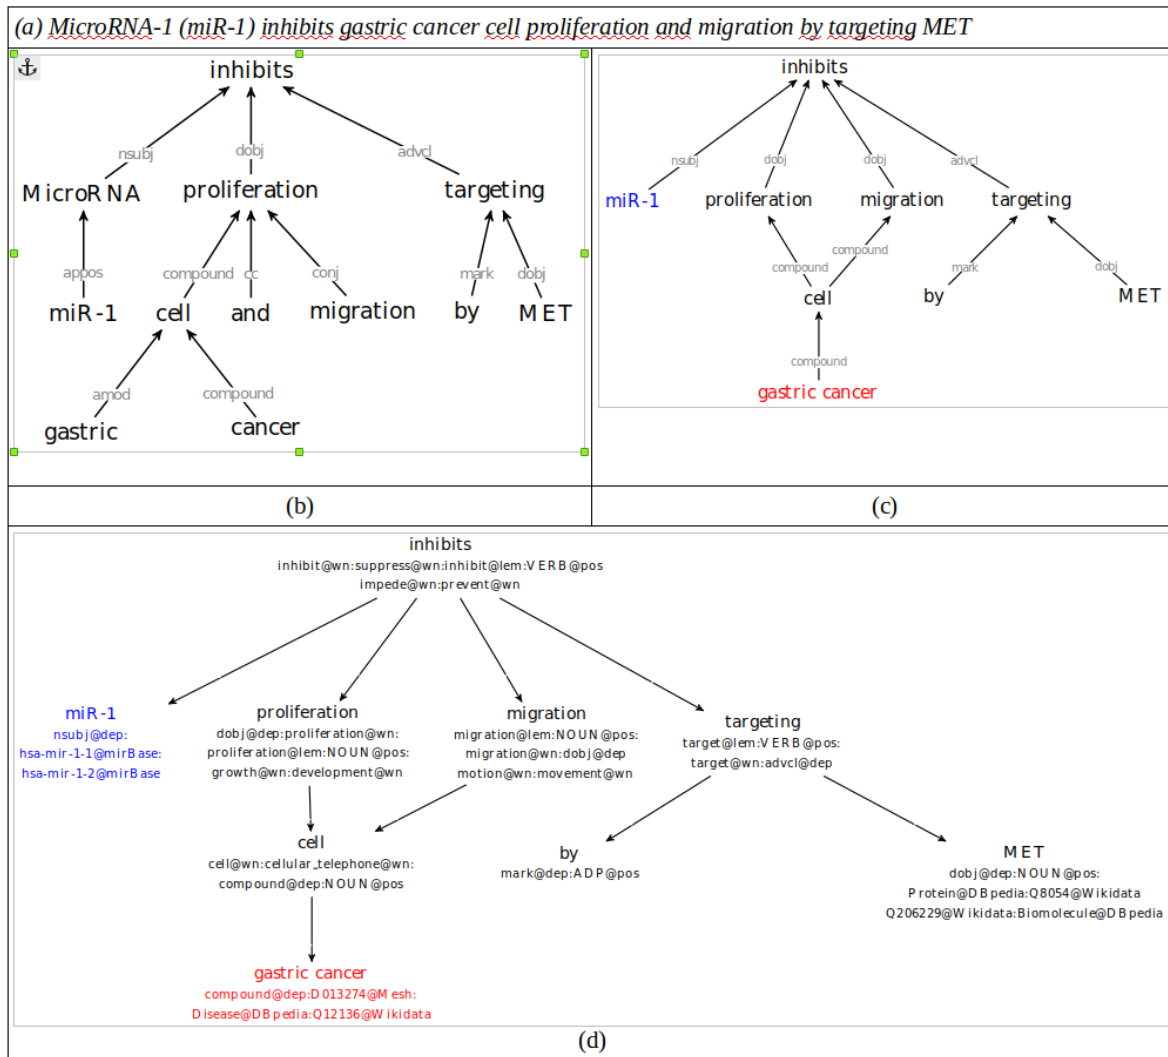 (a) MicroRNA-1 (miR-1) inhibits gastric cancer cell proliferation and migration by targeting MET
inhibits
nsubj dobj advcl
MicroRNA proliferation targeting
appos compound cc conj mark dobj
miR-1 cell and migration by MET
amod compound
gastric cancer
(b)
inhibits
nsubj dobj dobj advcl
miR-1 proliferation migration targeting
compound
compound mark dobj
cell by MET
compound
gastric cancer
(c)
inhibits
inhibit@wn:suppress@wn:inhibit@lem:VERB@pos
impede@wn:prevent@wn
miR-1
nsubj@dep:
hsa-mir-1-1@mirBase:
hsa-mir-1-2@mirBase
proliferation
dobj@dep:proliferation@wn:
proliferation@lem:NOUN@pos:
growth@wn:development@wn
migration
migration@lem:NOUN@pos:
migration@wn:dobj@dep
motion@wn:movement@wn
targeting
target@lem:VERB@pos:
target@wn:advcl@dep
cell
cell@wn:cellular_telephone@wn:
compound@dep:NOUN@pos
by
mark@dep:ADP@pos
MET
dobj@dep:NOUN@pos:
Protein@DBpedia:Q8054@Wikidata
Q206229@Wikidata:Biomolecule@DBpedia
gastric cancer
compound@dep:D013274@Mesh:
Disease@DBpedia:Q12136@Wikidata
(d)